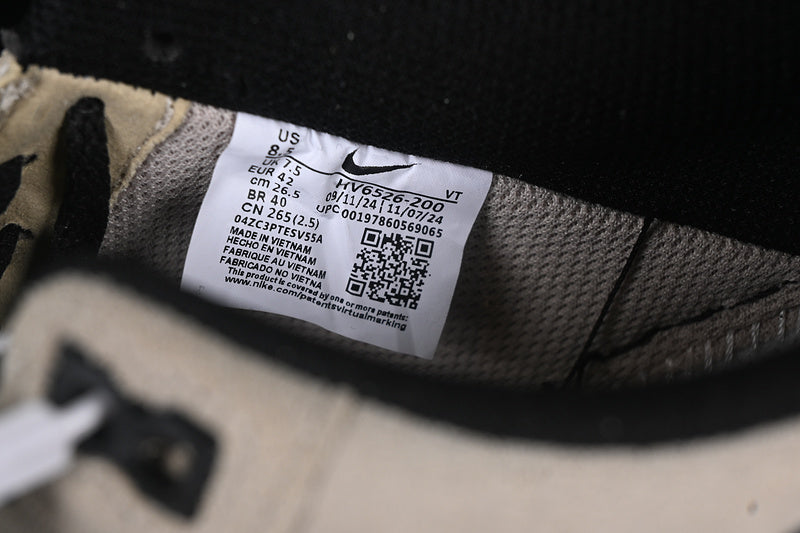 US
8.5
UK 7.5
EUR 42
cm 26.5
BR 40
CN 265(2.5)
VT
HV6526-200
09/11/24 | 11/07/24
UPC 00197860569065
04ZC3PTE5V55A
MADE IN VIETNAM
HECHO EN VIETNAM
FABRIQUE AU VIETNAM
FABRICADO NO VIETNA
This product is covered by one or more patents:
www.nike.com/patentsvirtualmarking